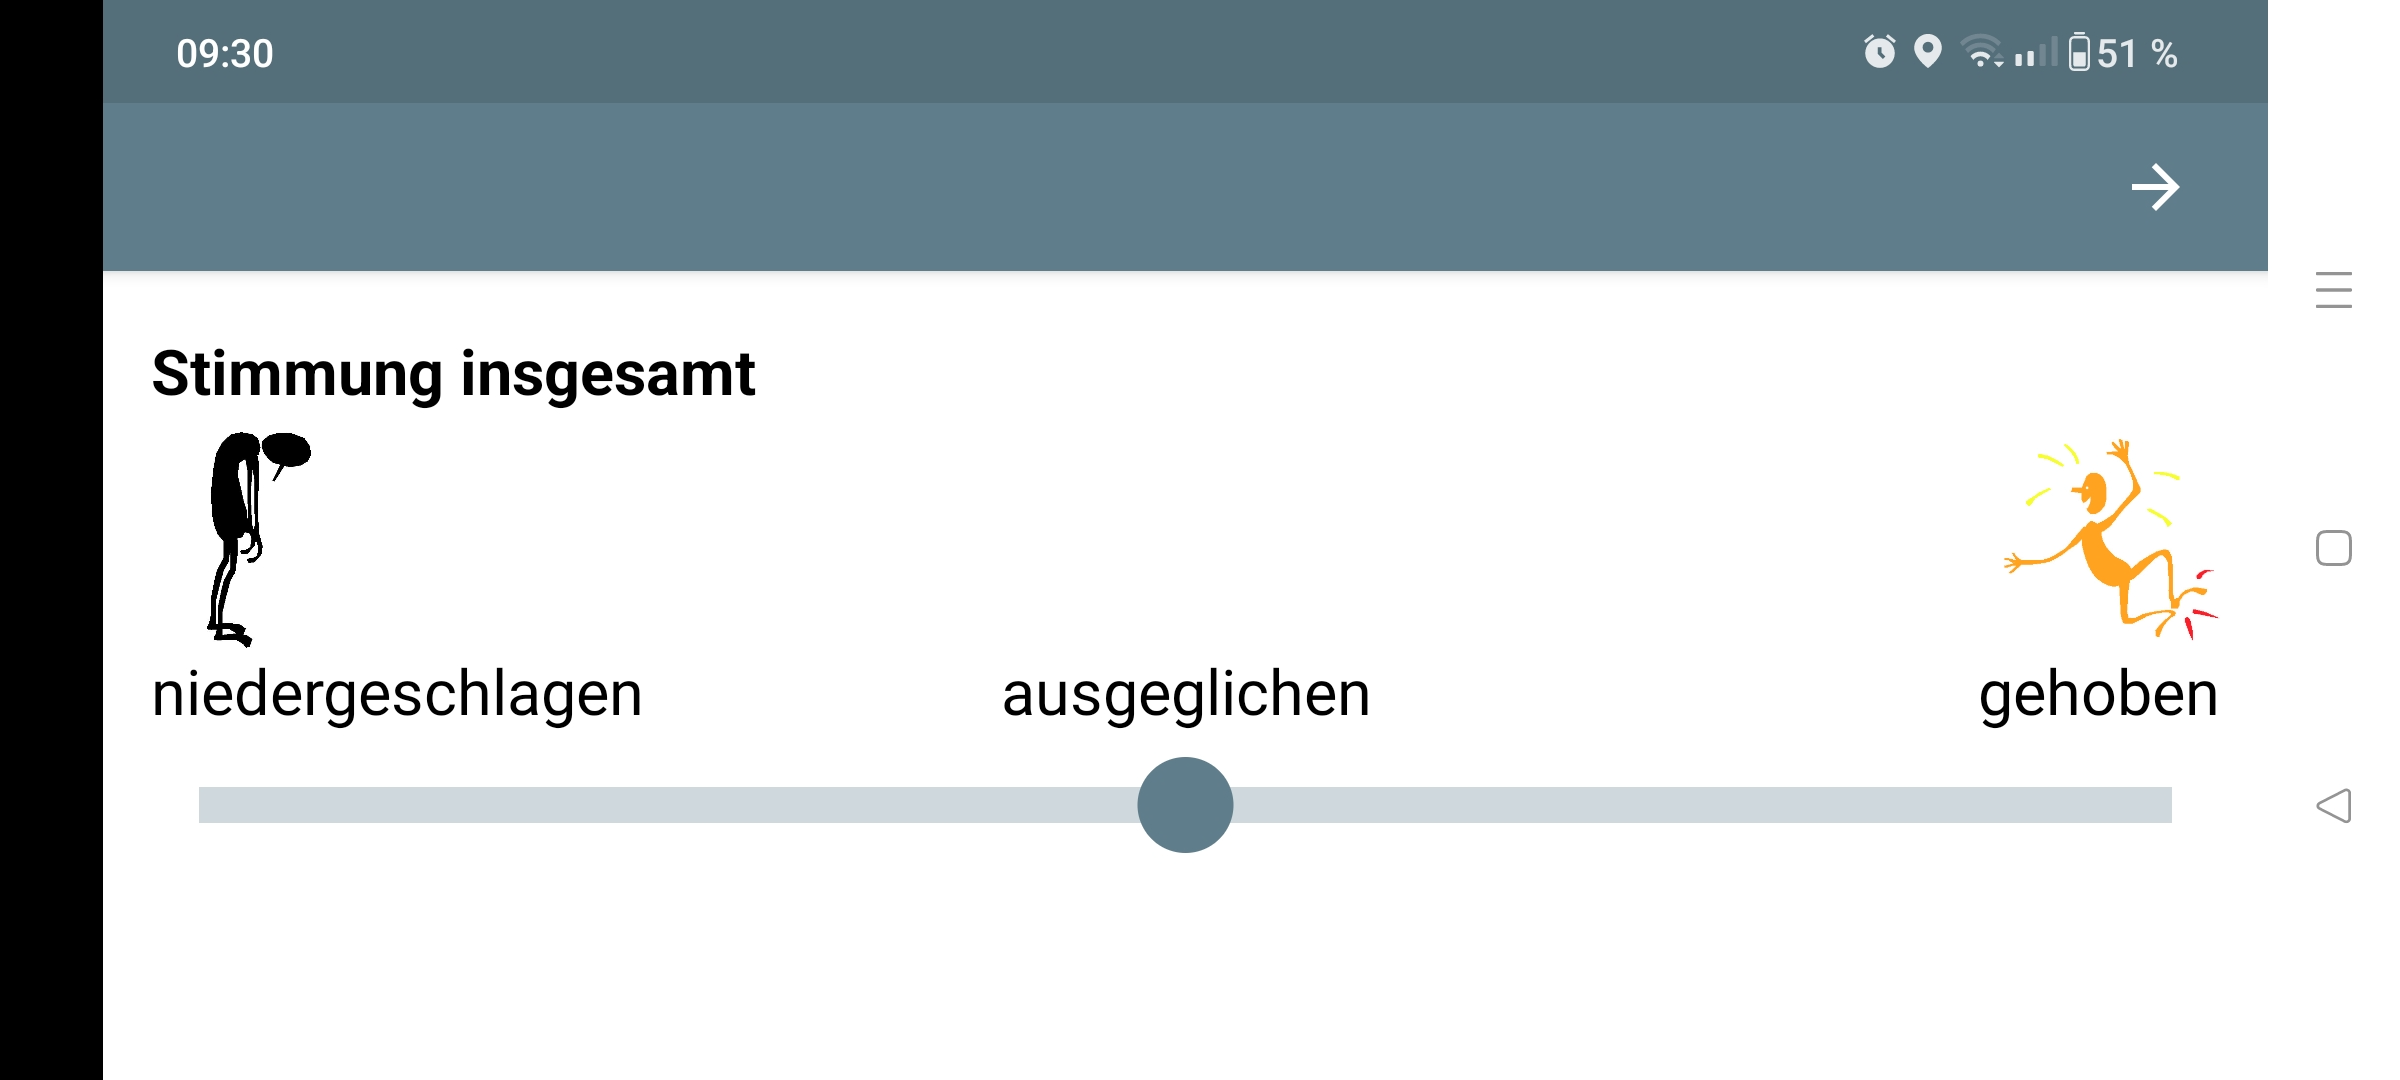 09:30
51 %
Stimmung insgesamt
niedergeschlagen ausgeglichen gehoben